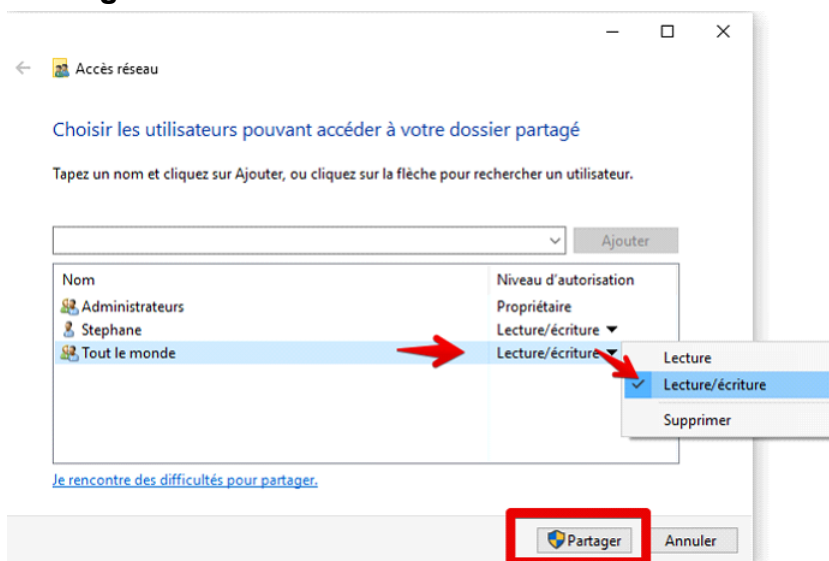 Accès réseau
Choisir les utilisateurs pouvant accéder à votre dossier partagé
Tapez un nom et cliquez sur Ajouter, ou cliquez sur la flèche pour rechercher un utilisateur.
Ajouter
Nom Niveau d'autorisation
Administrateurs Propriétaire
Stephane Lecture/écriture
Tout le monde Lecture/écriture
Lecture
Lecture/écriture
Supprimer
Je rencontre des difficultés pour partager.
Partager Annuler